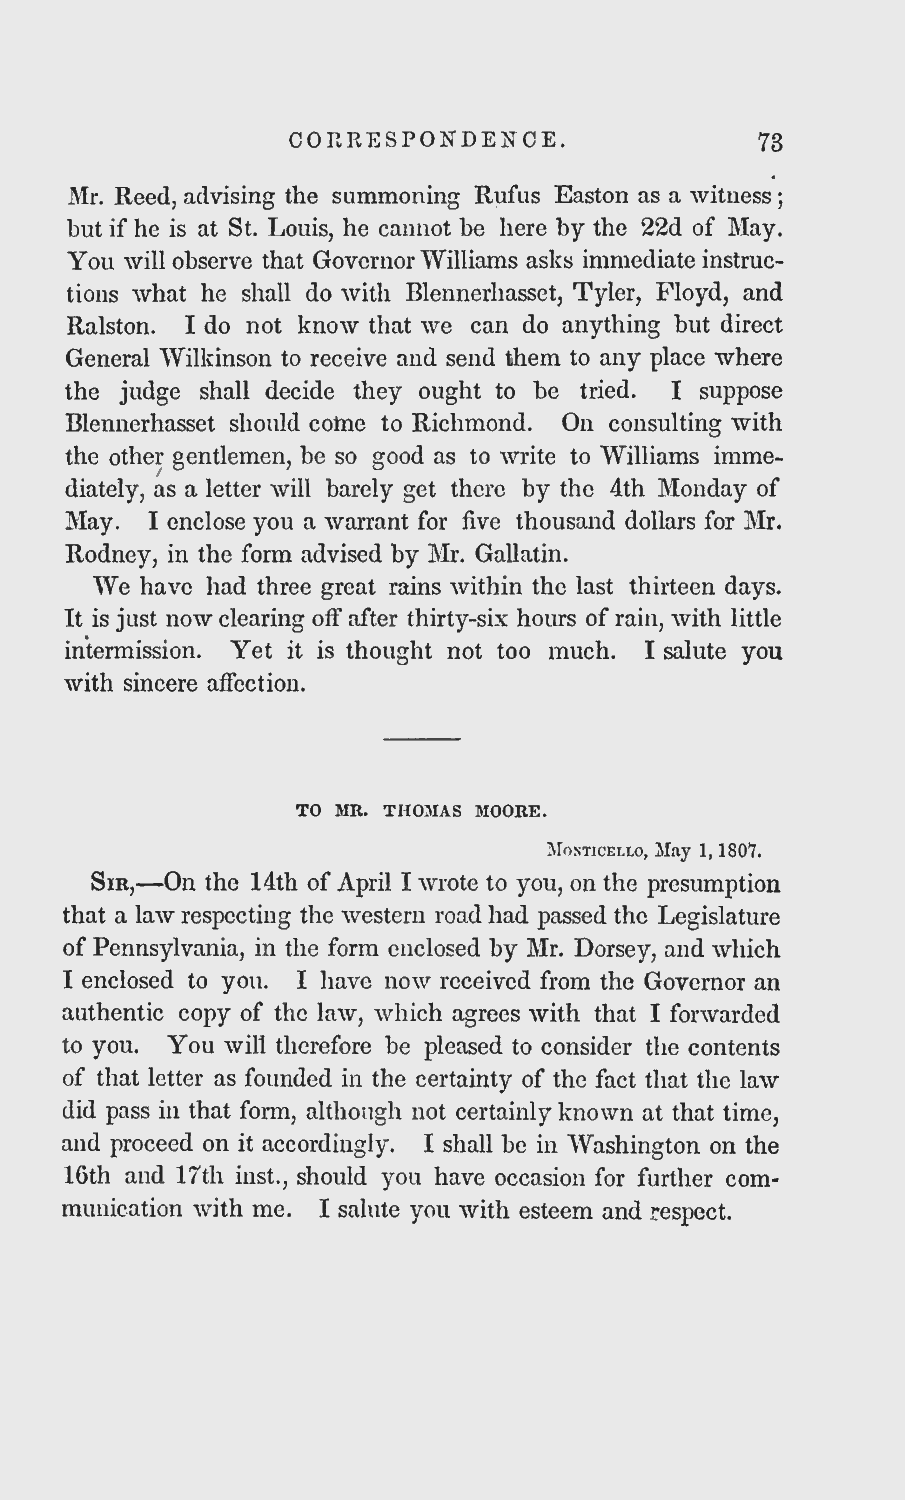 CORRESPONDENCE. 73
Mr. Reed, advising the summoning Rufus Easton as a witness;
but if he is at St. Louis, he cannot be here by the 22d of May.
You will observe that Governor Williams asks immediate instruc-
tions what he shall do with Blennerhasset, Tyler, Floyd, and
Ralston. I do not know that we can do anything but direct
General Wilkinson to receive and send them to any place where
the judge shall decide they ought to be tried. I suppose
Blennerhasset should come to Richmond. On consulting with
the other gentlemen, be so good as to write to Williams imme-
diately, as a letter will barely get there by the 4th Monday of
May. I enclose you a warrant for five thousand dollars for Mr.
Rodney, in the form advised by Mr. Gallatin.
We have had three great rains within the last thirteen days.
It is just now clearing off after thirty-six hours of rain, with little
intermission. Yet it is thought not too much. I salute you
with sincere affection.
TO MR. THOMAS MOORE.
Monticello, May 1, 1807.
Sir,—On the 14th of April I wrote to you, on the presumption
that a law respecting the western road had passed the Legislature
of Pennsylvania, in the form enclosed by Mr. Dorsey, and which
I enclosed to you. I have now received from the Governor an
authentic copy of the law, which agrees with that I forwarded
to you. You will therefore be pleased to consider the contents
of that letter as founded in the certainty of the fact that the law
did pass in that form, although not certainly known at that time,
and proceed on it accordingly. I shall be in Washington on the
16th and 17th inst., should you have occasion for further com-
munication with me. I salute you with esteem and respect.